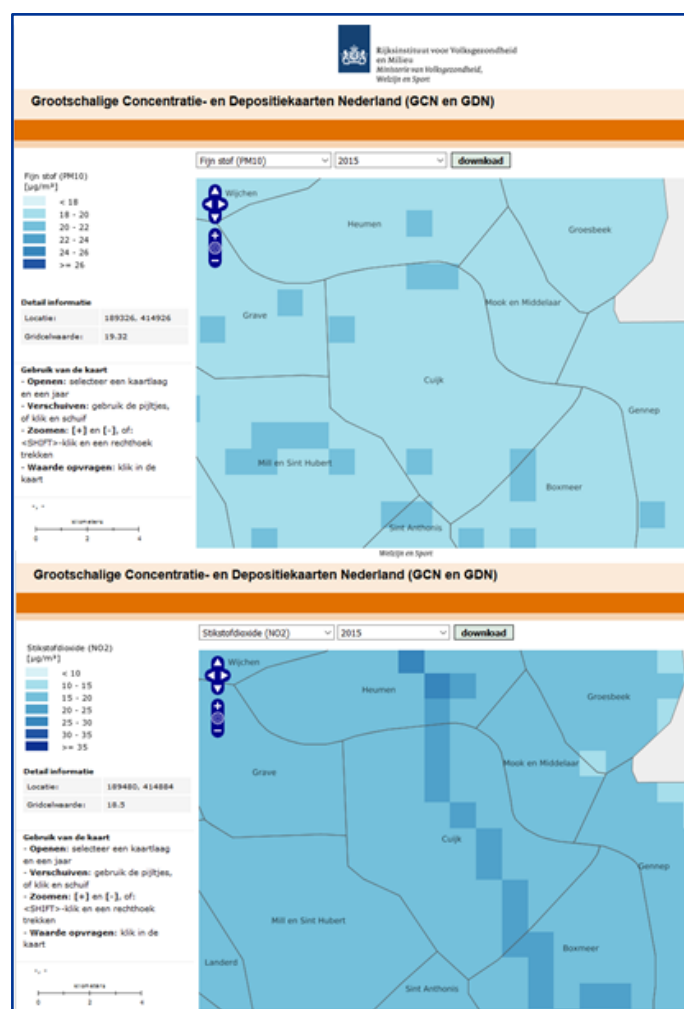 Rijksinstituut voor Volksgezondheid
en Milieu
Ministerie van Volksgezondheid,
Welzijn en Sport
Grootschalige Concentratie- en Depositiekaarten Nederland (GCN en GDN)
Fijn stof (PM10) 2015 download
Fijn stof (PM10)
[µg/m³]
< 18
18 - 20
20 - 22
22 - 24
24 - 26
>= 26
Detail informatie
Locatie: 189326, 414926
Gridcelwaarde: 19.32
Gebruik van de kaart
- Openen: selecteer een kaartlaag
en een jaar
- Verschuiven: gebruik de pijltjes,
of klik en schuif
- Zoomen: [+] en [-], of:
<SHIFT>-klik en een rechthoek
trekken
- Waarde opvragen: klik in de
kaart
-, -
kilometers
0 2 4
Wijchen
Heumen
Groesbeek
Grave
Mook en Middelaar
Cuijk
Gennep
Mill en Sint Hubert
Boxmeer
Sint Anthonis
Welzijn en Sport
Grootschalige Concentratie- en Depositiekaarten Nederland (GCN en GDN)
Stikstofdioxide (NO2) 2015 download
Stikstofdioxide (NO2)
[µg/m³]
< 10
10 - 15
15 - 20
20 - 25
25 - 30
30 - 35
>= 35
Detail informatie
Locatie: 189480, 414884
Gridcelwaarde: 18.5
Gebruik van de kaart
- Openen: selecteer een kaartlaag
en een jaar
- Verschuiven: gebruik de pijltjes,
of klik en schuif
- Zoomen: [+] en [-], of:
<SHIFT>-klik en een rechthoek
trekken
- Waarde opvragen: klik in de
kaart
-, -
kilometers
0 2 4
Wijchen
Heumen
Groesbeek
Grave
Mook en Middelaar
Cuijk
Gennep
Mill en Sint Hubert
Boxmeer
Landerd
Sint Anthonis